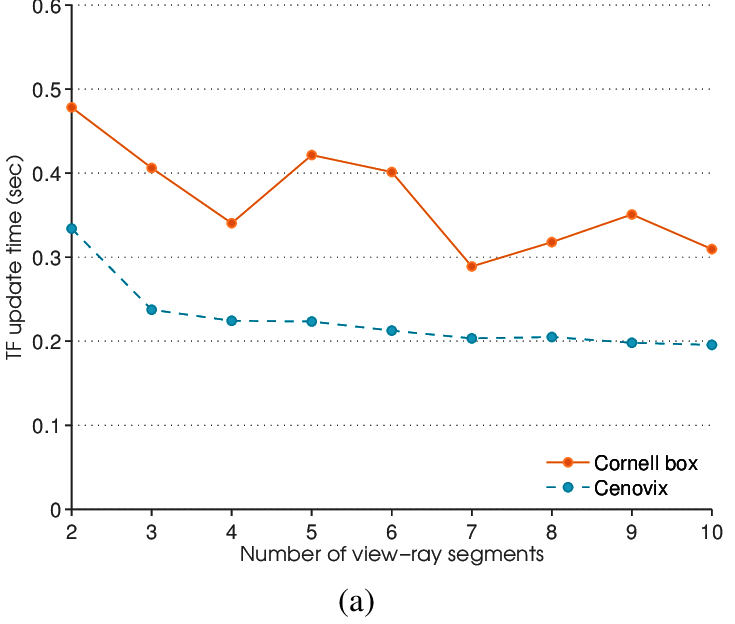 0.6
0.5
0.4
0.3
0.2
0.1
0
TF update time (sec)
2 3 4 5 6 7 8 9 10
Number of view-ray segments
Cornell box
Cenovix
(a)